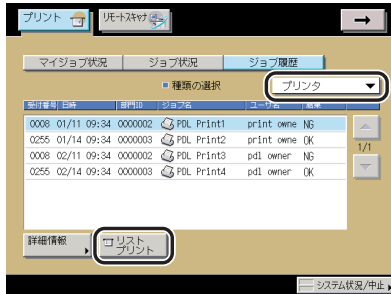 プリント リモートスキャナ →
マイジョブ状況 ジョブ状況 ジョブ履歴
■ 種類の選択 プリンタ ▼
受付番号 日時 部門ID ジョブ名 ユーザ名 結果
0008 01/11 09:34 0000002 PDL Print1 print owne NG
0255 01/14 09:34 0000003 PDL Print2 print owne OK
0008 02/11 09:34 0000002 PDL Print3 pdl owner NG
0255 02/14 09:34 0000003 PDL Print4 pdl owner OK
1/1
詳細情報 リスト
プリント
システム状況/中止